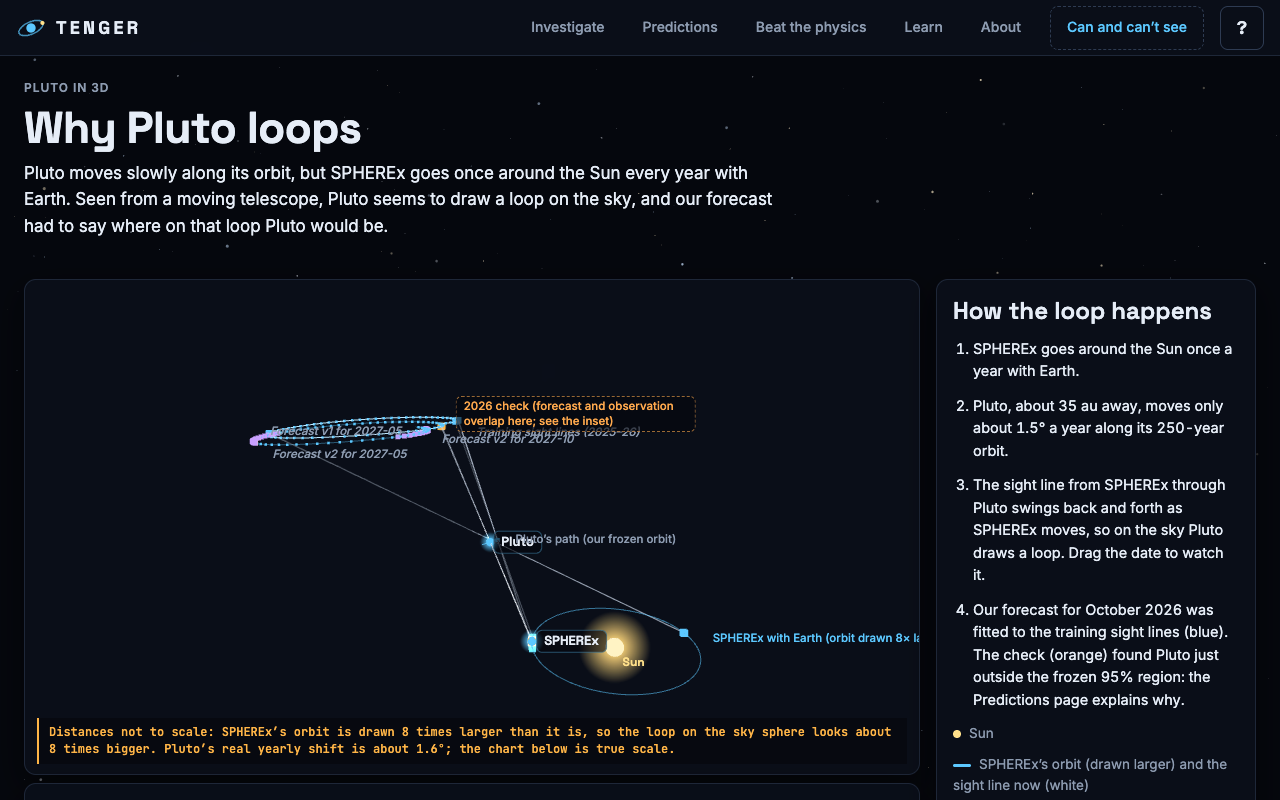 TENGER
Investigate
Predictions
Beat the physics
Learn
About
Can and can't see
?
PLUTO IN 3D
Why Pluto loops
Pluto moves slowly along its orbit, but SPHEREx goes once around the Sun every year with
Earth. Seen from a moving telescope, Pluto seems to draw a loop on the sky, and our forecast
had to say where on that loop Pluto would be.
2026 check (forecast and observation
overlap here; see the inset)
Forecast v1 for 2027-05
Training sight lines (2025-26)
Forecast v2 for 2027-10
Forecast v2 for 2027-05
Pluto
Pluto's path (our frozen orbit)
SPHEREx
SPHEREx with Earth (orbit drawn 8× la
Sun
Distances not to scale: SPHEREx's orbit is drawn 8 times larger than it is, so the loop on the sky sphere looks about
8 times bigger. Pluto's real yearly shift is about 1.6°; the chart below is true scale.
How the loop happens
1. SPHEREx goes around the Sun once a
year with Earth.
2. Pluto, about 35 au away, moves only
about 1.5° a year along its 250-year
orbit.
3. The sight line from SPHEREx through
Pluto swings back and forth as
SPHEREx moves, so on the sky Pluto
draws a loop. Drag the date to watch
it.
4. Our forecast for October 2026 was
fitted to the training sight lines (blue).
The check (orange) found Pluto just
outside the frozen 95% region: the
Predictions page explains why.
Sun
SPHEREx's orbit (drawn larger) and the
sight line now (white)